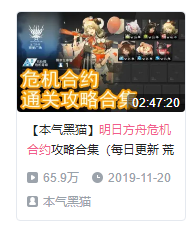 危机合约
通关攻略合集
02:47:20
【本气黑猫】明日方舟危机
合约攻略合集（每日更新 荒
65.9万
2019-11-20
本气黑猫